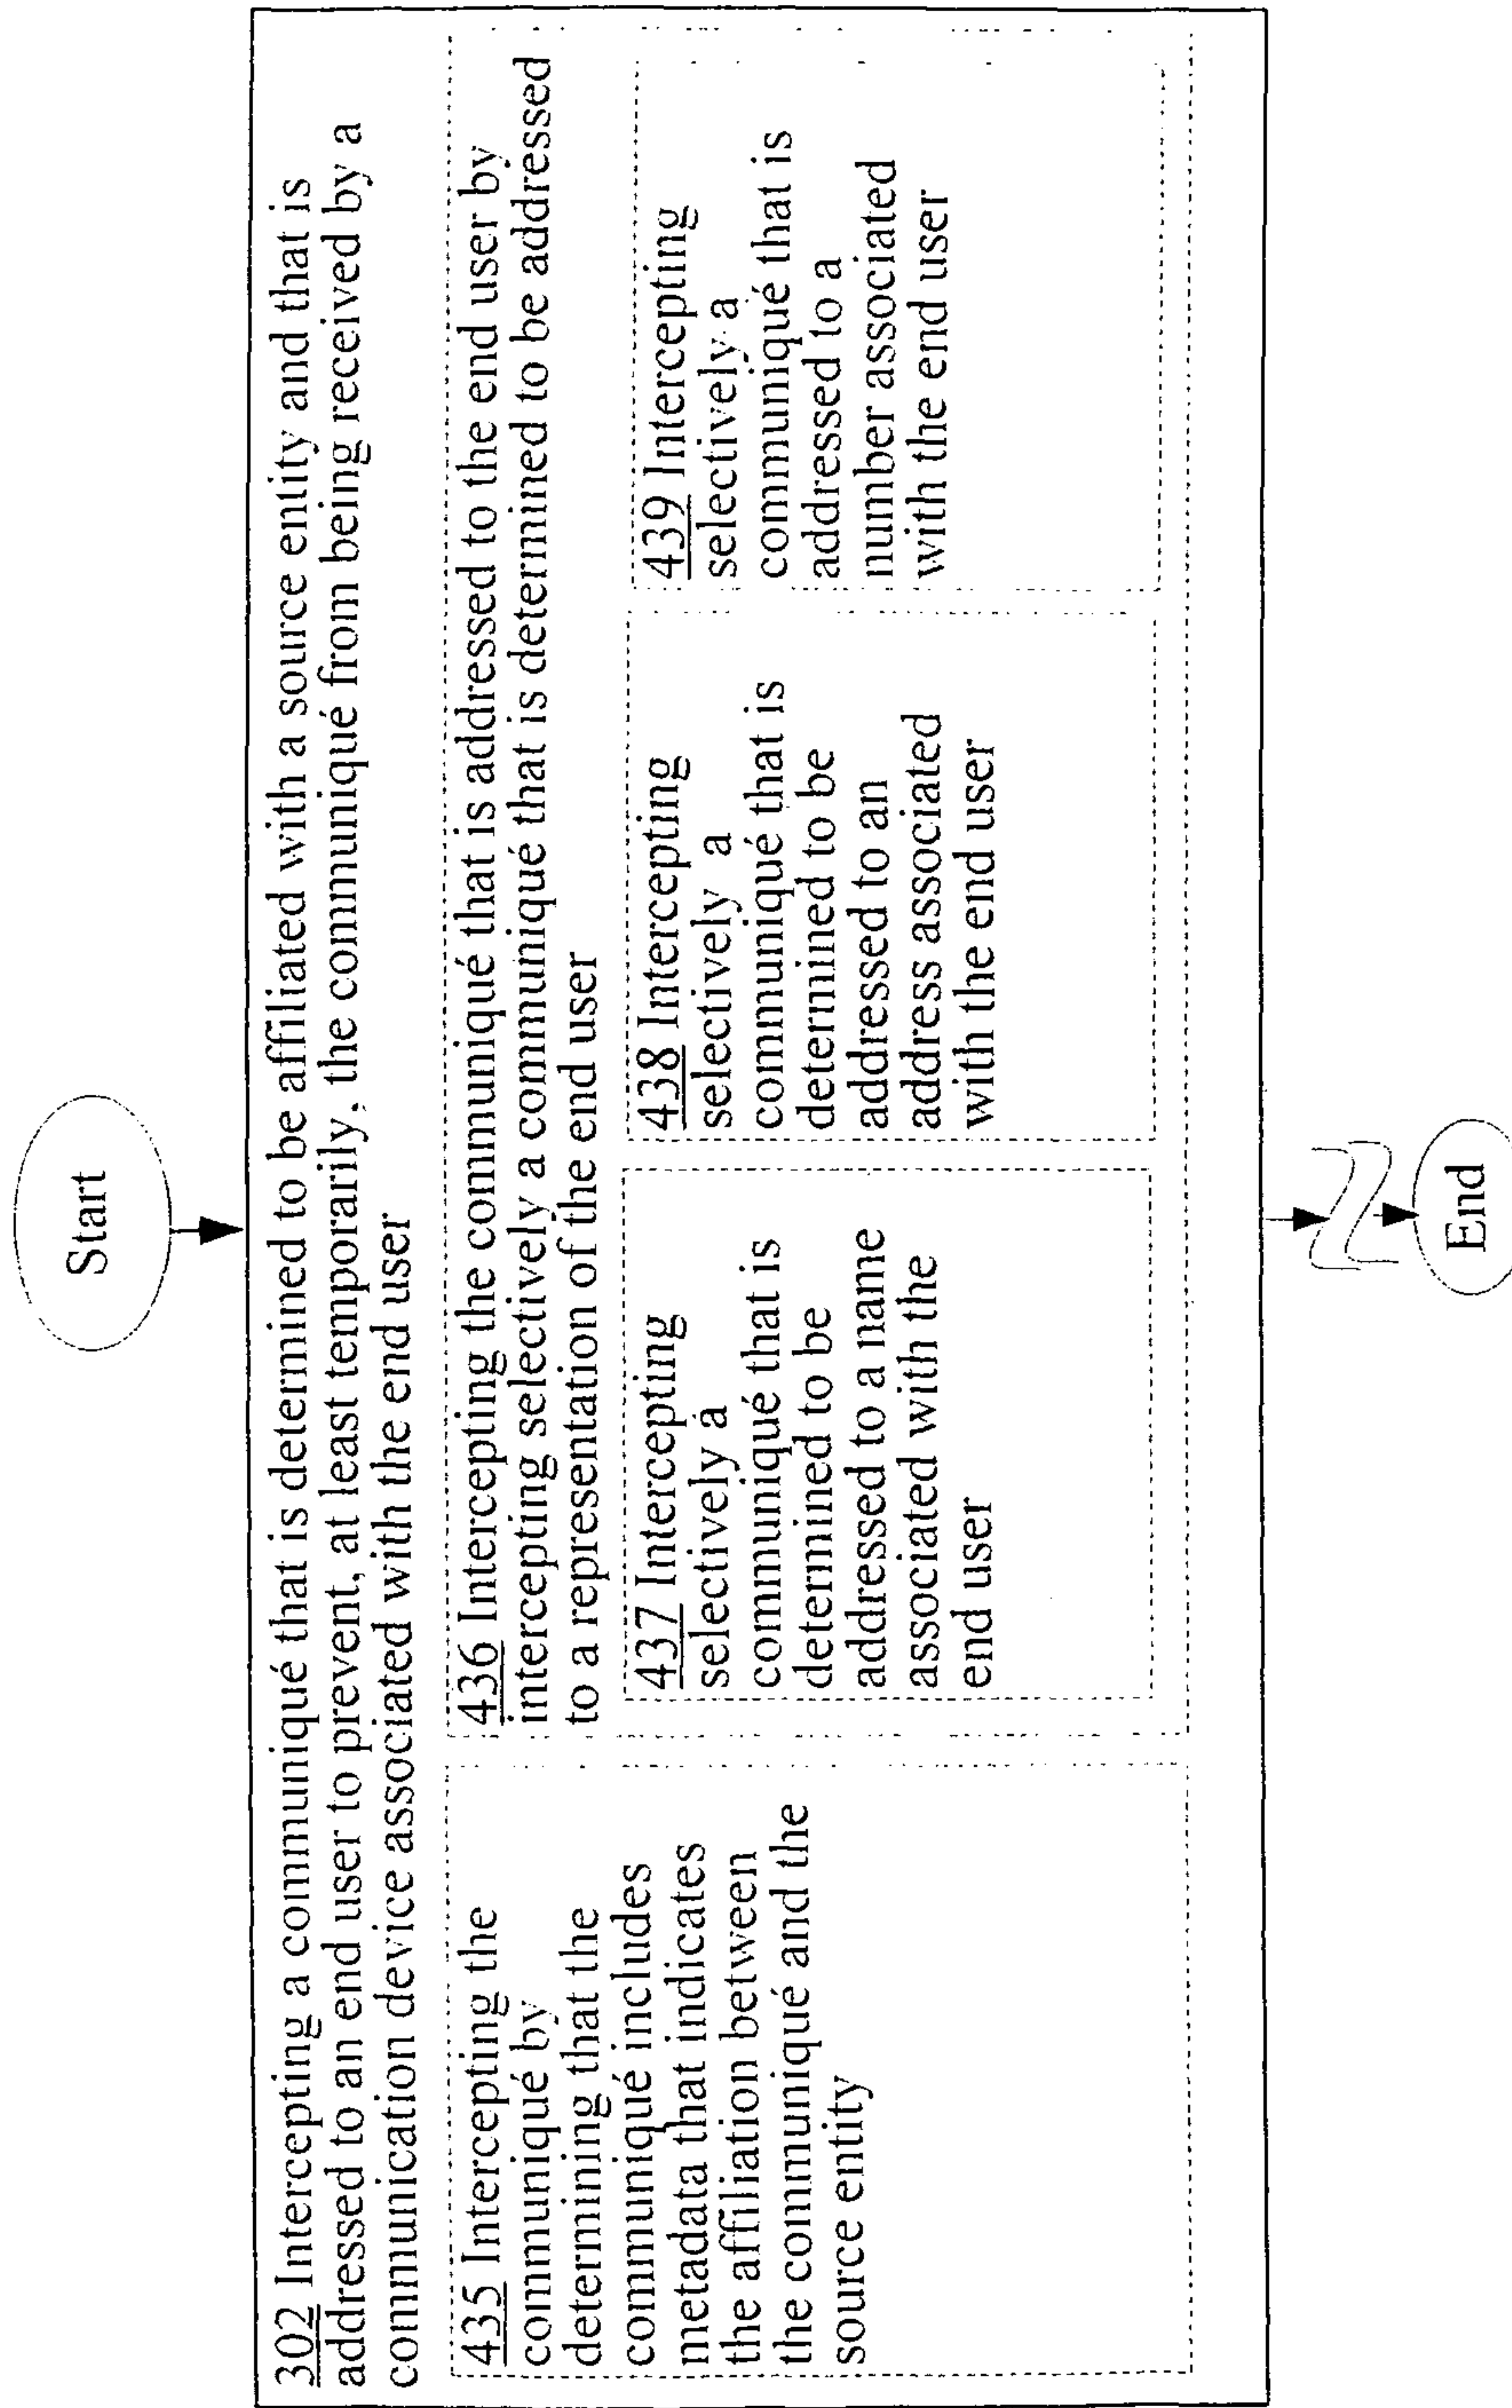 Start
302 Intercepting a communiqué that is determined to be affiliated with a source entity and that is
addressed to an end user to prevent, at least temporarily, the communiqué from being received by a
communication device associated with the end user
435 Intercepting the
communiqué by
determining that the
communiqué includes
metadata that indicates
the affiliation between
the communiqué and the
source entity
436 Intercepting the communiqué that is addressed to the end user by
intercepting selectively a communiqué that is determined to be addressed
to a representation of the end user
437 Intercepting
selectively a
communiqué that is
determined to be
addressed to a name
associated with the
end user
438 Intercepting
selectively a
communiqué that is
determined to be
addressed to an
address associated
with the end user
439 Intercepting
selectively a
communiqué that is
addressed to a
number associated
with the end user
End